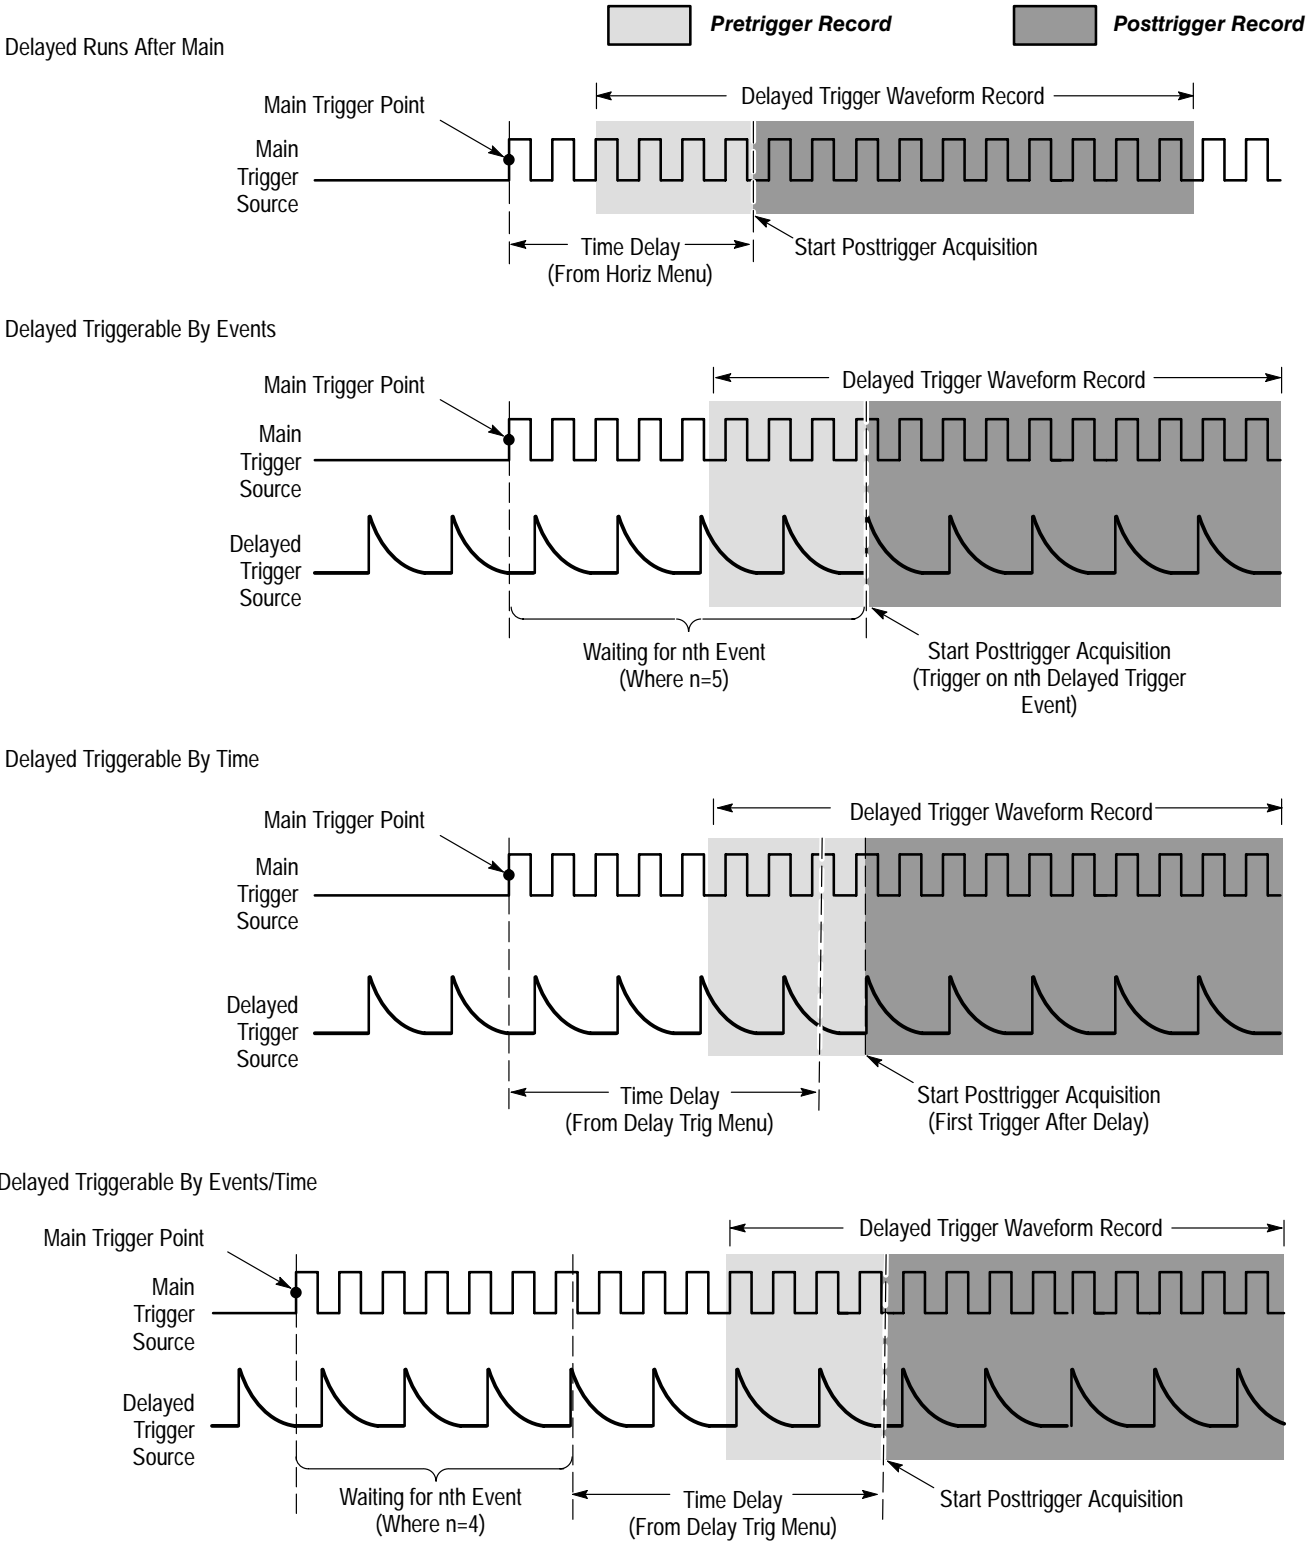 Pretrigger Record
Posttrigger Record
Delayed Runs After Main
Delayed Trigger Waveform Record
Main Trigger Point
Main
Trigger
Source
Time Delay
(From Horiz Menu)
Start Posttrigger Acquisition
Delayed Triggerable By Events
Delayed Trigger Waveform Record
Main Trigger Point
Main
Trigger
Source
Delayed
Trigger
Source
Waiting for nth Event
(Where n=5)
Start Posttrigger Acquisition
(Trigger on nth Delayed Trigger
Event)
Delayed Triggerable By Time
Delayed Trigger Waveform Record
Main Trigger Point
Main
Trigger
Source
Delayed
Trigger
Source
Time Delay
(From Delay Trig Menu)
Start Posttrigger Acquisition
(First Trigger After Delay)
Delayed Triggerable By Events/Time
Delayed Trigger Waveform Record
Main Trigger Point
Main
Trigger
Source
Delayed
Trigger
Source
Waiting for nth Event
(Where n=4)
Time Delay
(From Delay Trig Menu)
Start Posttrigger Acquisition